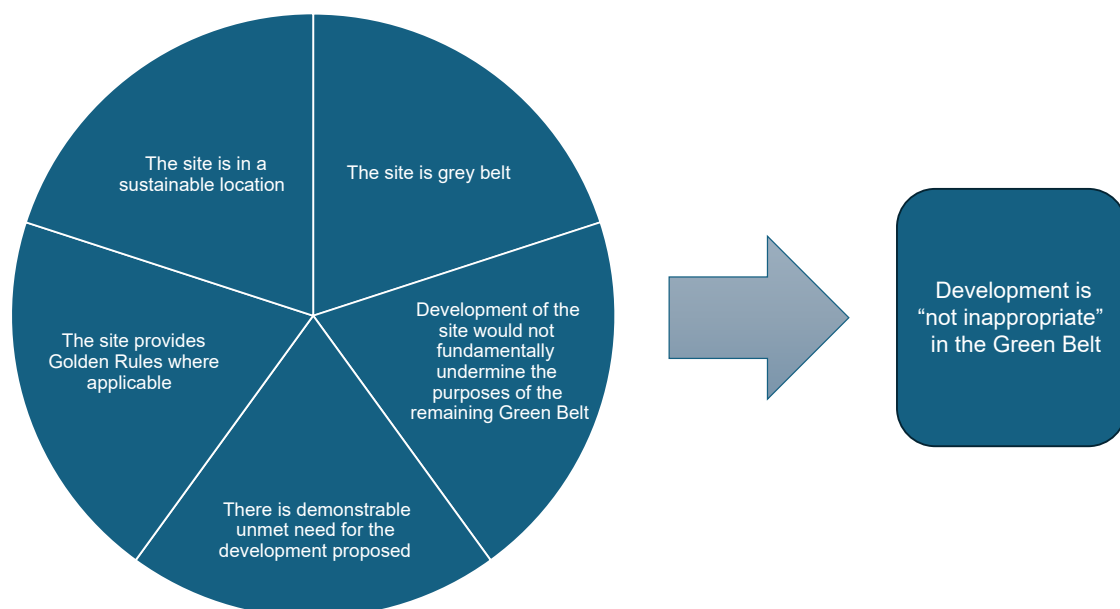 The site is in a
sustainable location
The site is grey belt
Development of the
site would not
fundamentally
undermine the
purposes of the
remaining Green Belt
There is demonstrable
unmet need for the
development proposed
The site provides
Golden Rules where
applicable
Development is
“not inappropriate”
in the Green Belt